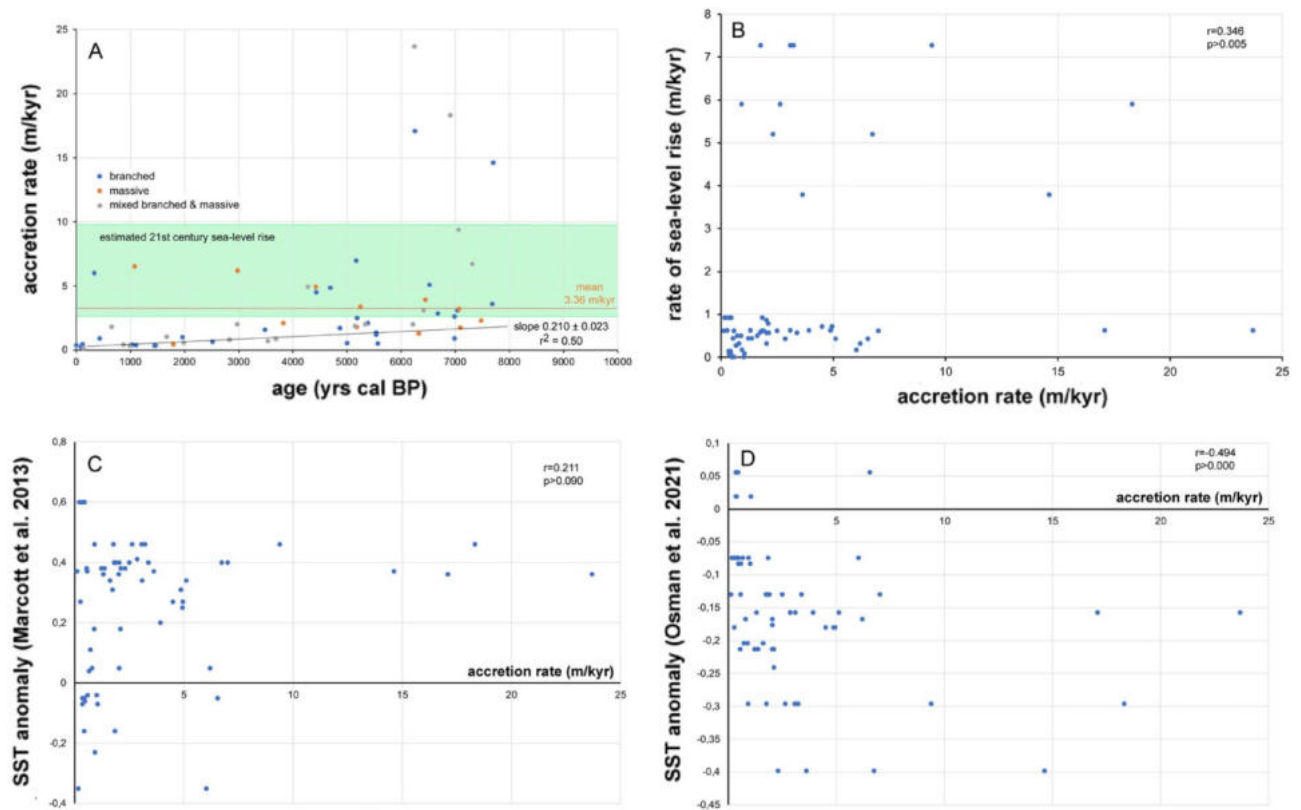 A
accretion rate (m/kyr)
25
20
15
10
5
0
branched
massive
mixed branched & massive
estimated 21st century sea-level rise
mean
3.36 m/kyr
slope 0.210 ± 0.023
r² = 0.50
0 1000 2000 3000 4000 5000 6000 7000 8000 9000 10000
age (yrs cal BP)
B
r=0.346
p>0.005
rate of sea-level rise (m/kyr)
8
7
6
5
4
3
2
1
0
0 5 10 15 20 25
accretion rate (m/kyr)
C
r=0.211
p>0.090
SST anomaly (Marcott et al. 2013)
0,8
0,6
0,4
0,2
0
-0,2
-0,4
accretion rate (m/kyr)
5 10 15 20 25
D
r=-0.494
p>0.000
SST anomaly (Osman et al. 2021)
0,1
0,05
0
-0,05
-0,1
-0,15
-0,2
-0,25
-0,3
-0,35
-0,4
-0,45
accretion rate (m/kyr)
5 10 15 20 25